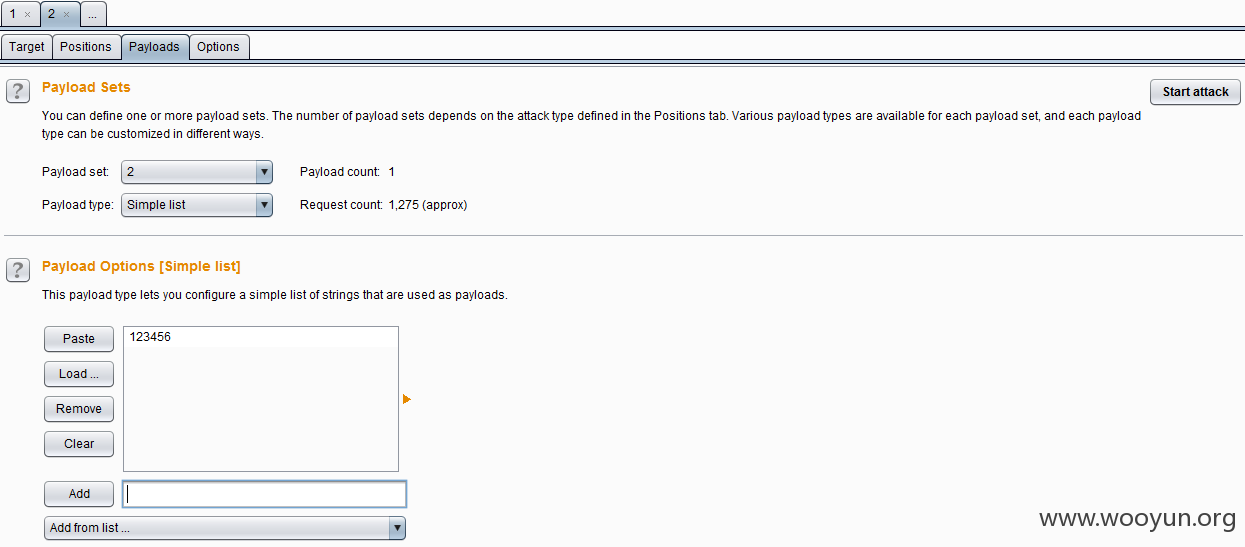 1 × 2 × ...
Target Positions Payloads Options
? Payload Sets Start attack
You can define one or more payload sets. The number of payload sets depends on the attack type defined in the Positions tab. Various payload types are available for each payload set, and each payload
type can be customized in different ways.
Payload set: 2 Payload count: 1
Payload type: Simple list Request count: 1,275 (approx)
? Payload Options [Simple list]
This payload type lets you configure a simple list of strings that are used as payloads.
Paste 123456
Load ...
Remove
Clear
Add
Add from list ...
www.wooyun.org